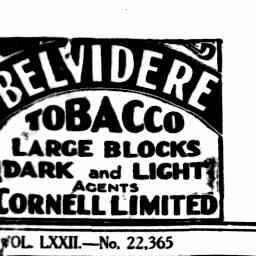 BELVIDERE
TOBACCO
LARGE BLOCKS
DARK and LIGHT
AGENTS
CORNELL LIMITED
VOL. LXXII.—No. 22,365